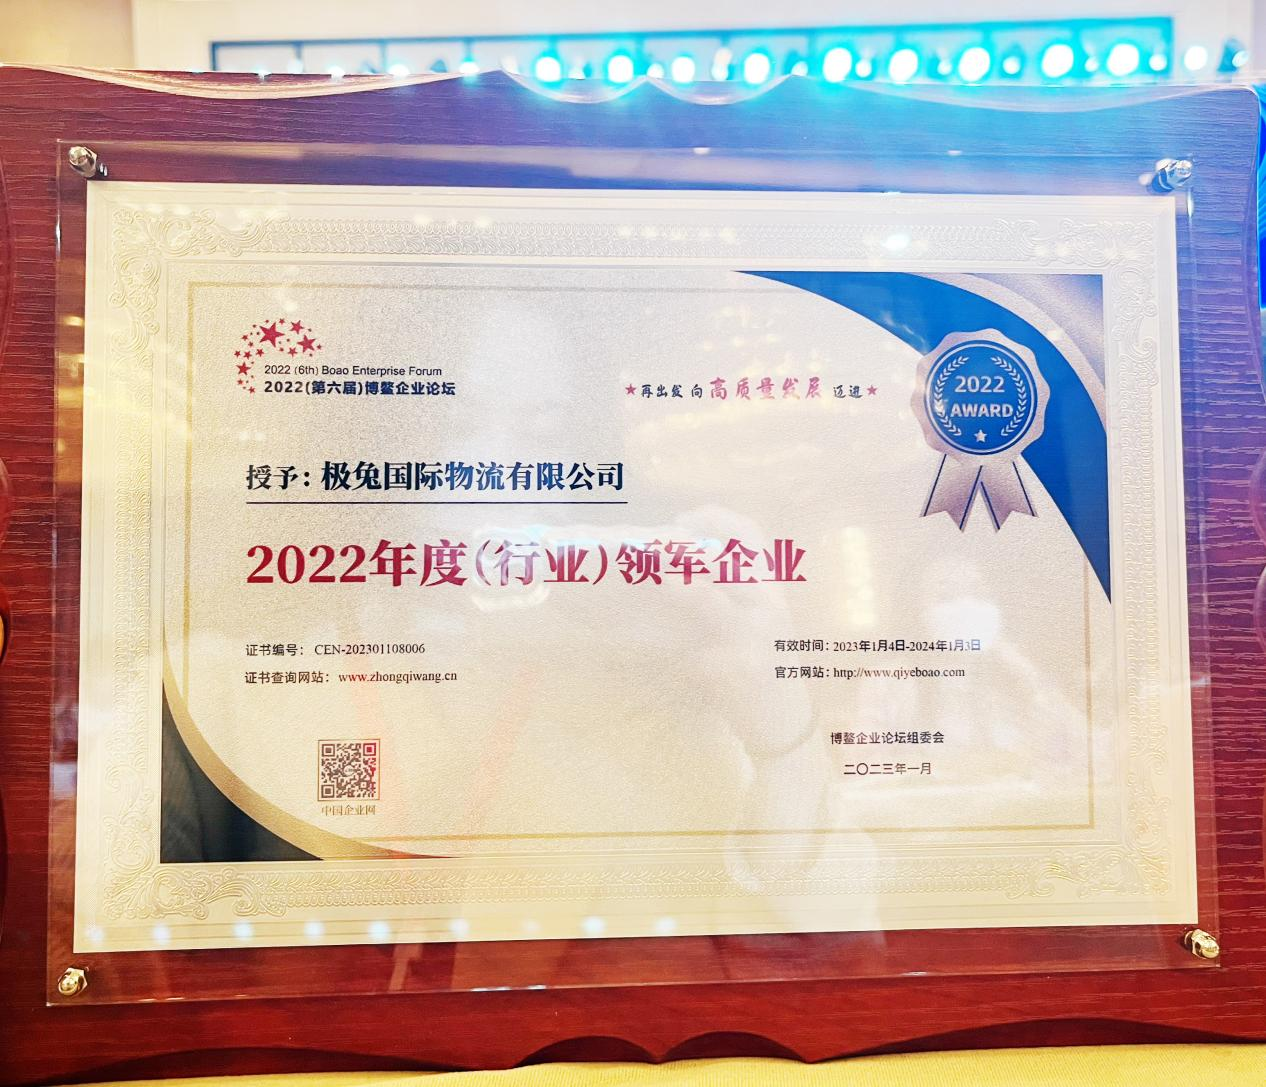 2022 (6th) Boao Enterprise Forum
2022(第六届)博鳌企业论坛
★再出发 向 高质量发展 迈进★
2022
AWARD
授予：极兔国际物流有限公司
2022年度(行业)领军企业
证书编号： CEN-202301108006
证书查询网站： www.zhongqiwang.cn
有效时间：2023年1月4日-2024年1月3日
官方网站：http://www.qiyeboao.com
博鳌企业论坛组委会
二〇二三年一月
中国企业网